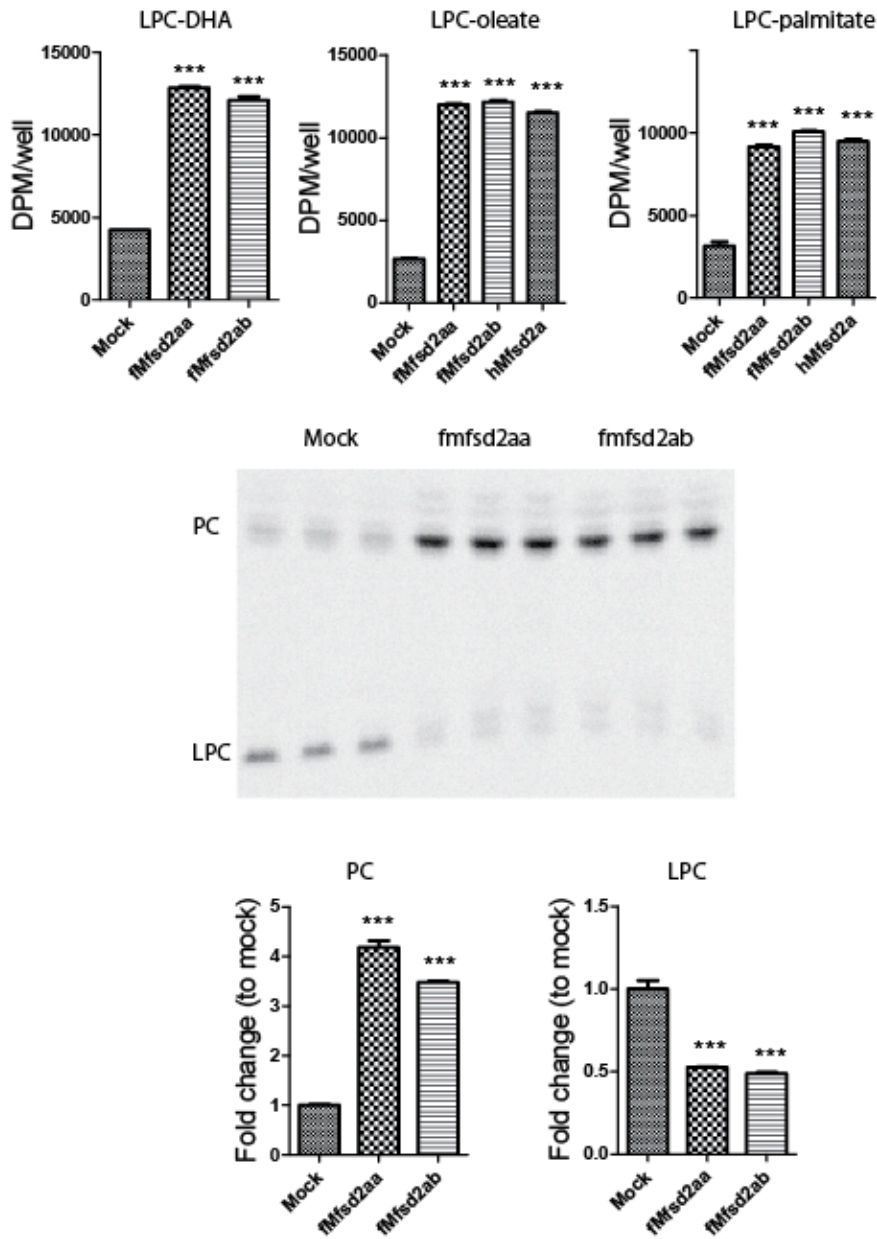 LPC-DHA
15000
10000
5000
0
DPM/well
***
***
Mock
fMfsd2aa
fMfsd2ab
LPC-oleate
15000
10000
5000
0
DPM/well
***
***
***
Mock
fMfsd2aa
fMfsd2ab
hMfsd2a
LPC-palmitate
10000
5000
0
DPM/well
***
***
***
Mock
fMfsd2aa
fMfsd2ab
hMfsd2a
Mock fmfsd2aa fmfsd2ab
PC
LPC
PC
5
4
3
2
1
0
Fold change (to mock)
***
***
Mock
fMfsd2aa
fMfsd2ab
LPC
1.5
1.0
0.5
0.0
Fold change (to mock)
***
***
Mock
fMfsd2aa
fMfsd2ab